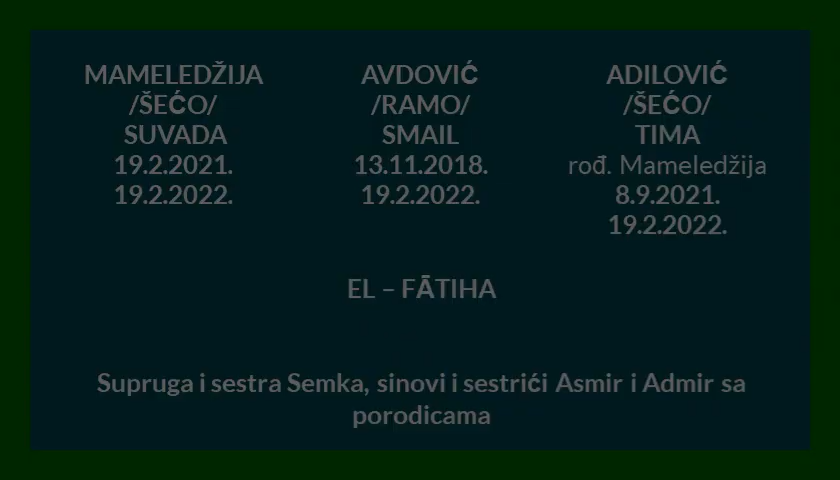 MAMELEDŽIJA
/ŠEĆO/
SUVADA
19.2.2021.
19.2.2022.
AVDOVIĆ
/RAMO/
SMAIL
13.11.2018.
19.2.2022.
ADILOVIĆ
/ŠEĆO/
TIMA
rođ. Mameledžija
8.9.2021.
19.2.2022.
EL – FĀTIHA
Supruga i sestra Semka, sinovi i sestrići Asmir i Admir sa
porodicama